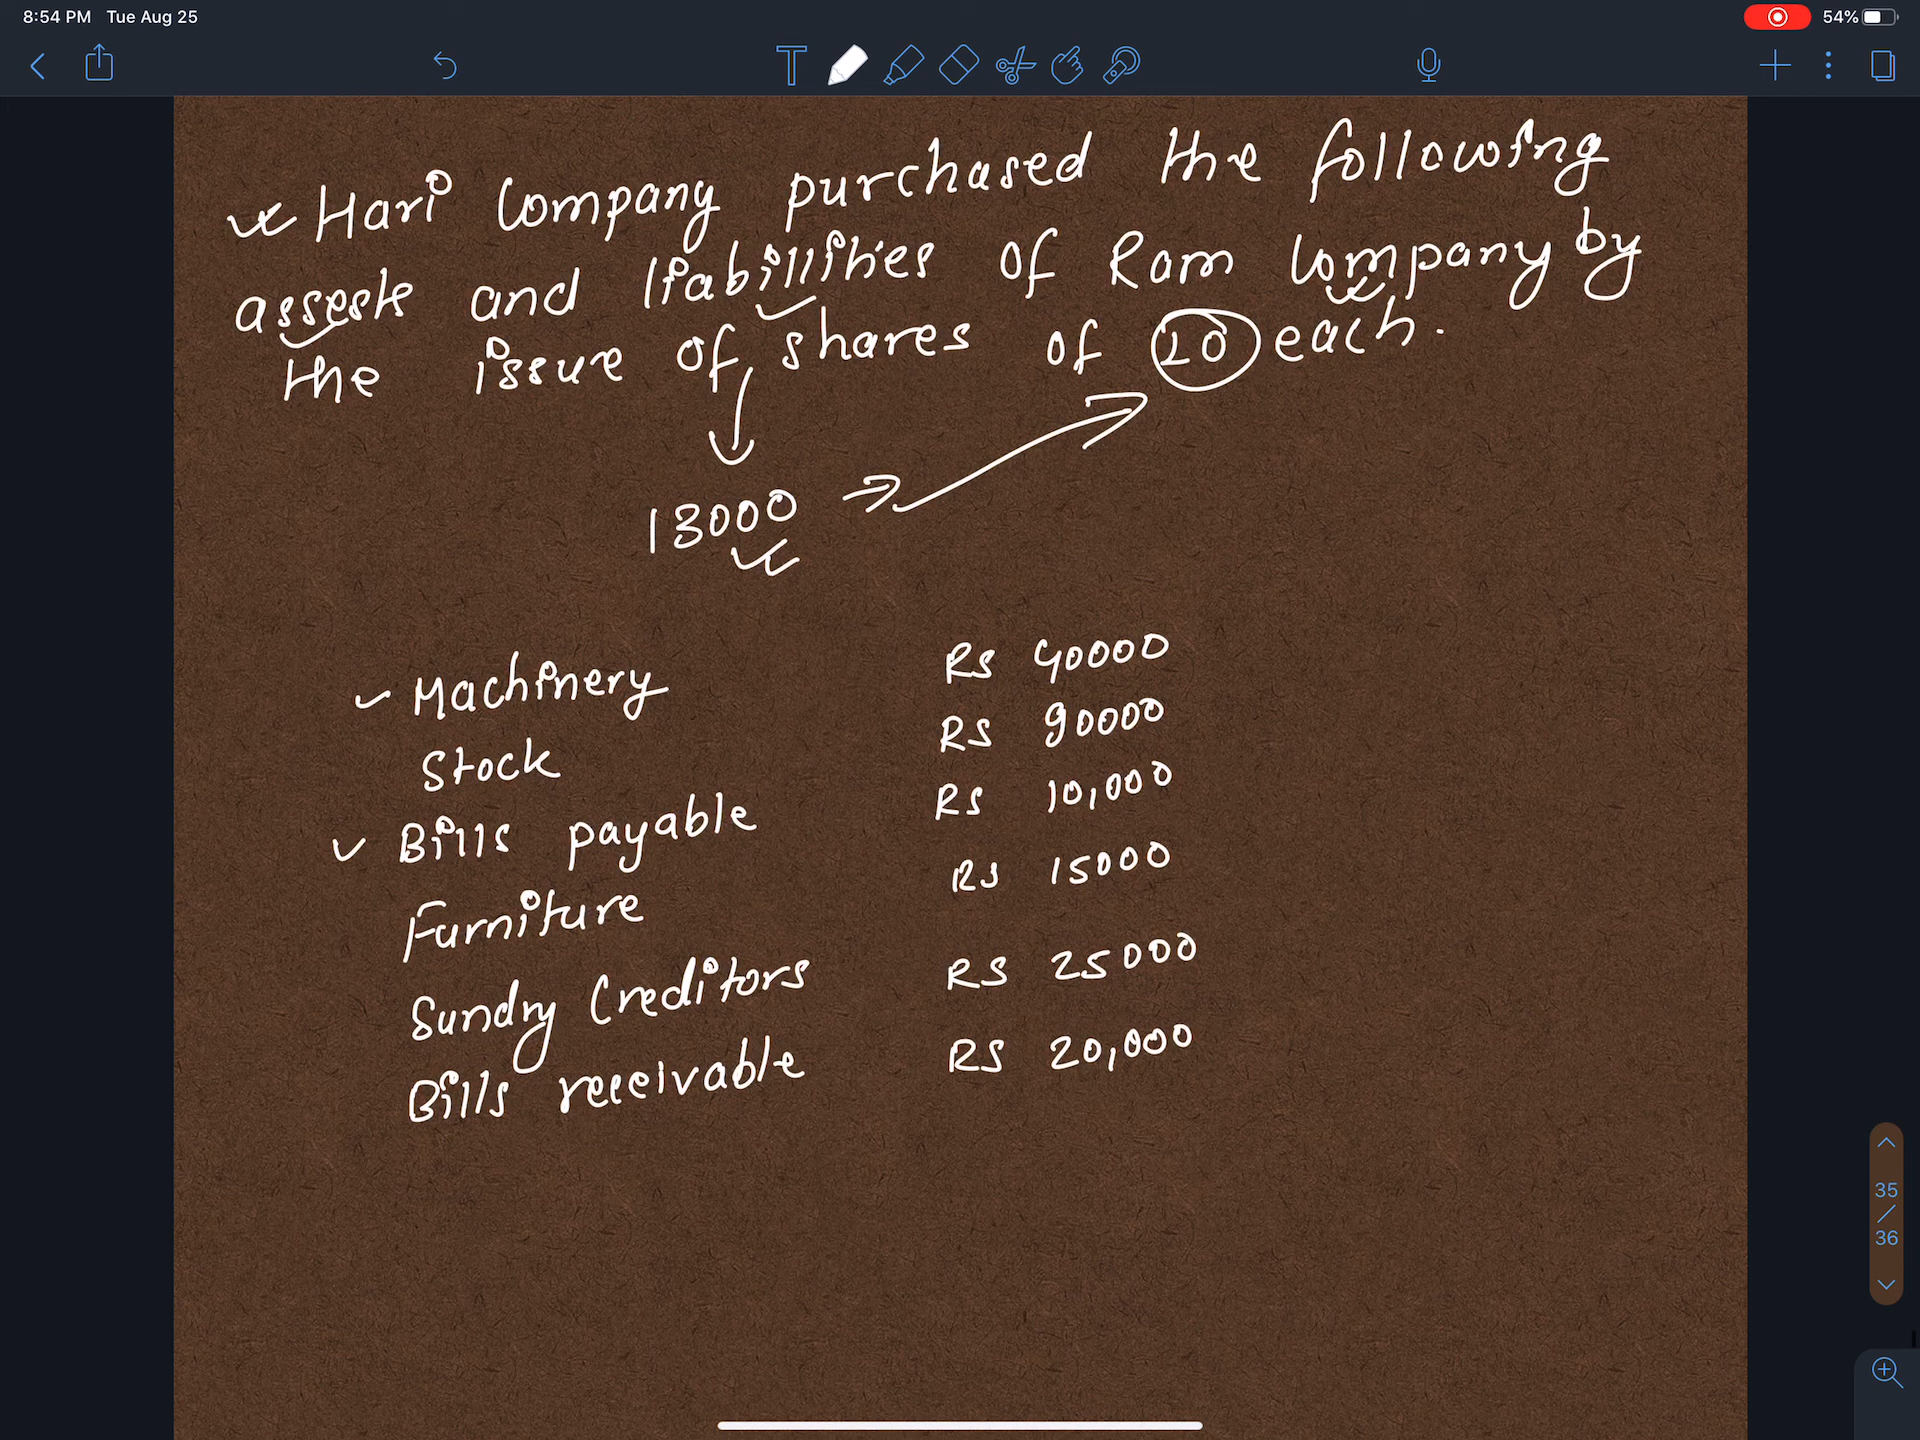 8:54 PM Tue Aug 25
54%
T
Hari Company purchased the following
assests and liabilities of Ram Company by
the issue of shares of 10 each.
13000
Machinery Rs 40000
Stock Rs 90000
Bills payable Rs 10,000
Furniture Rs 15000
Sundry Creditors Rs 25000
Bills receivable Rs 20,000
35
/
36